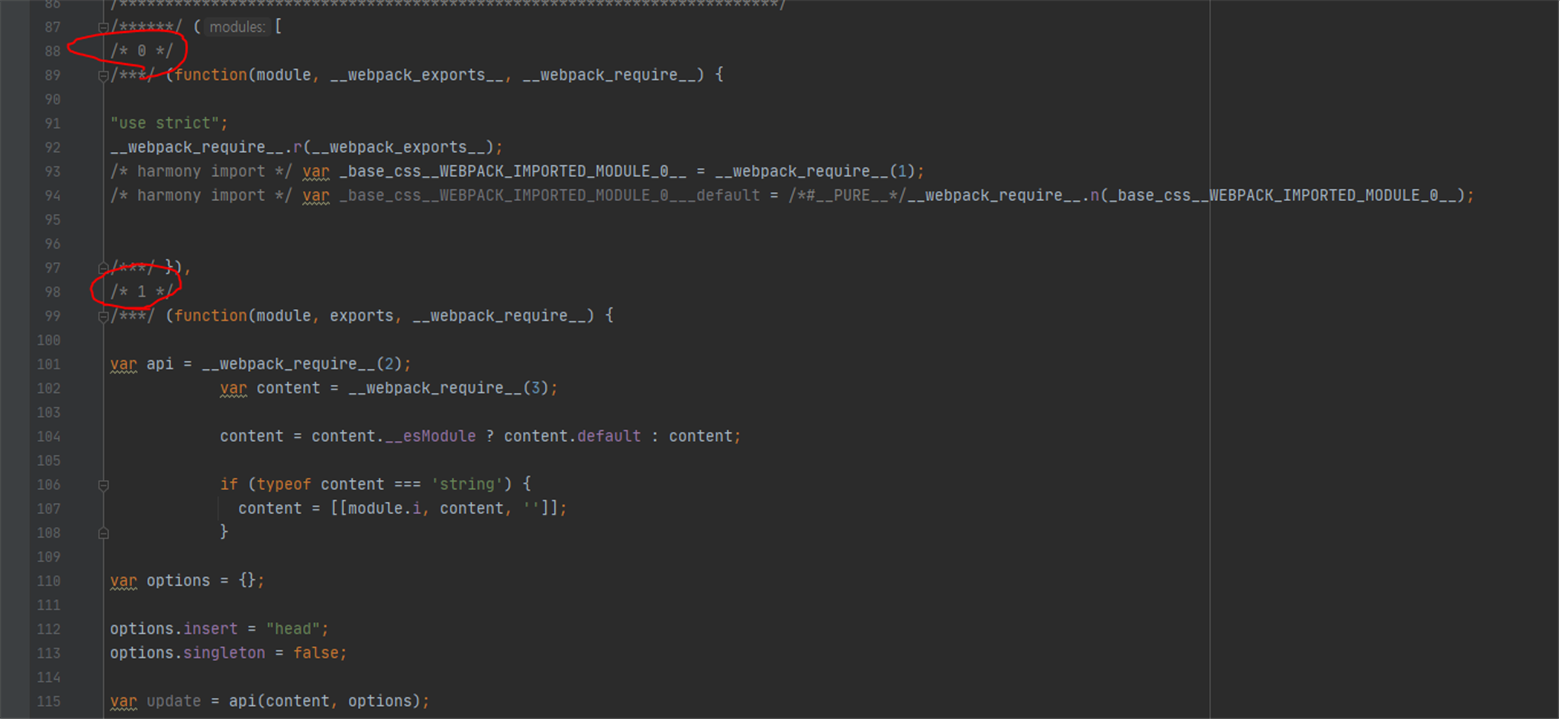 86 /**************************************************************************/
87 /******/ ( modules: [
88 /* 0 */
89 /***/ (function(module, __webpack_exports__, __webpack_require__) {
90
91 "use strict";
92 __webpack_require__.r(__webpack_exports__);
93 /* harmony import */ var _base_css__WEBPACK_IMPORTED_MODULE_0__ = __webpack_require__(1);
94 /* harmony import */ var _base_css__WEBPACK_IMPORTED_MODULE_0___default = /*#__PURE__*/__webpack_require__.n(_base_css__WEBPACK_IMPORTED_MODULE_0__);
95
96
97 /***/ }),
98 /* 1 */
99 /***/ (function(module, exports, __webpack_require__) {
100
101 var api = __webpack_require__(2);
102 var content = __webpack_require__(3);
103
104 content = content.__esModule ? content.default : content;
105
106 if (typeof content === 'string') {
107 content = [[module.i, content, '']];
108 }
109
110 var options = {};
111
112 options.insert = "head";
113 options.singleton = false;
114
115 var update = api(content, options);